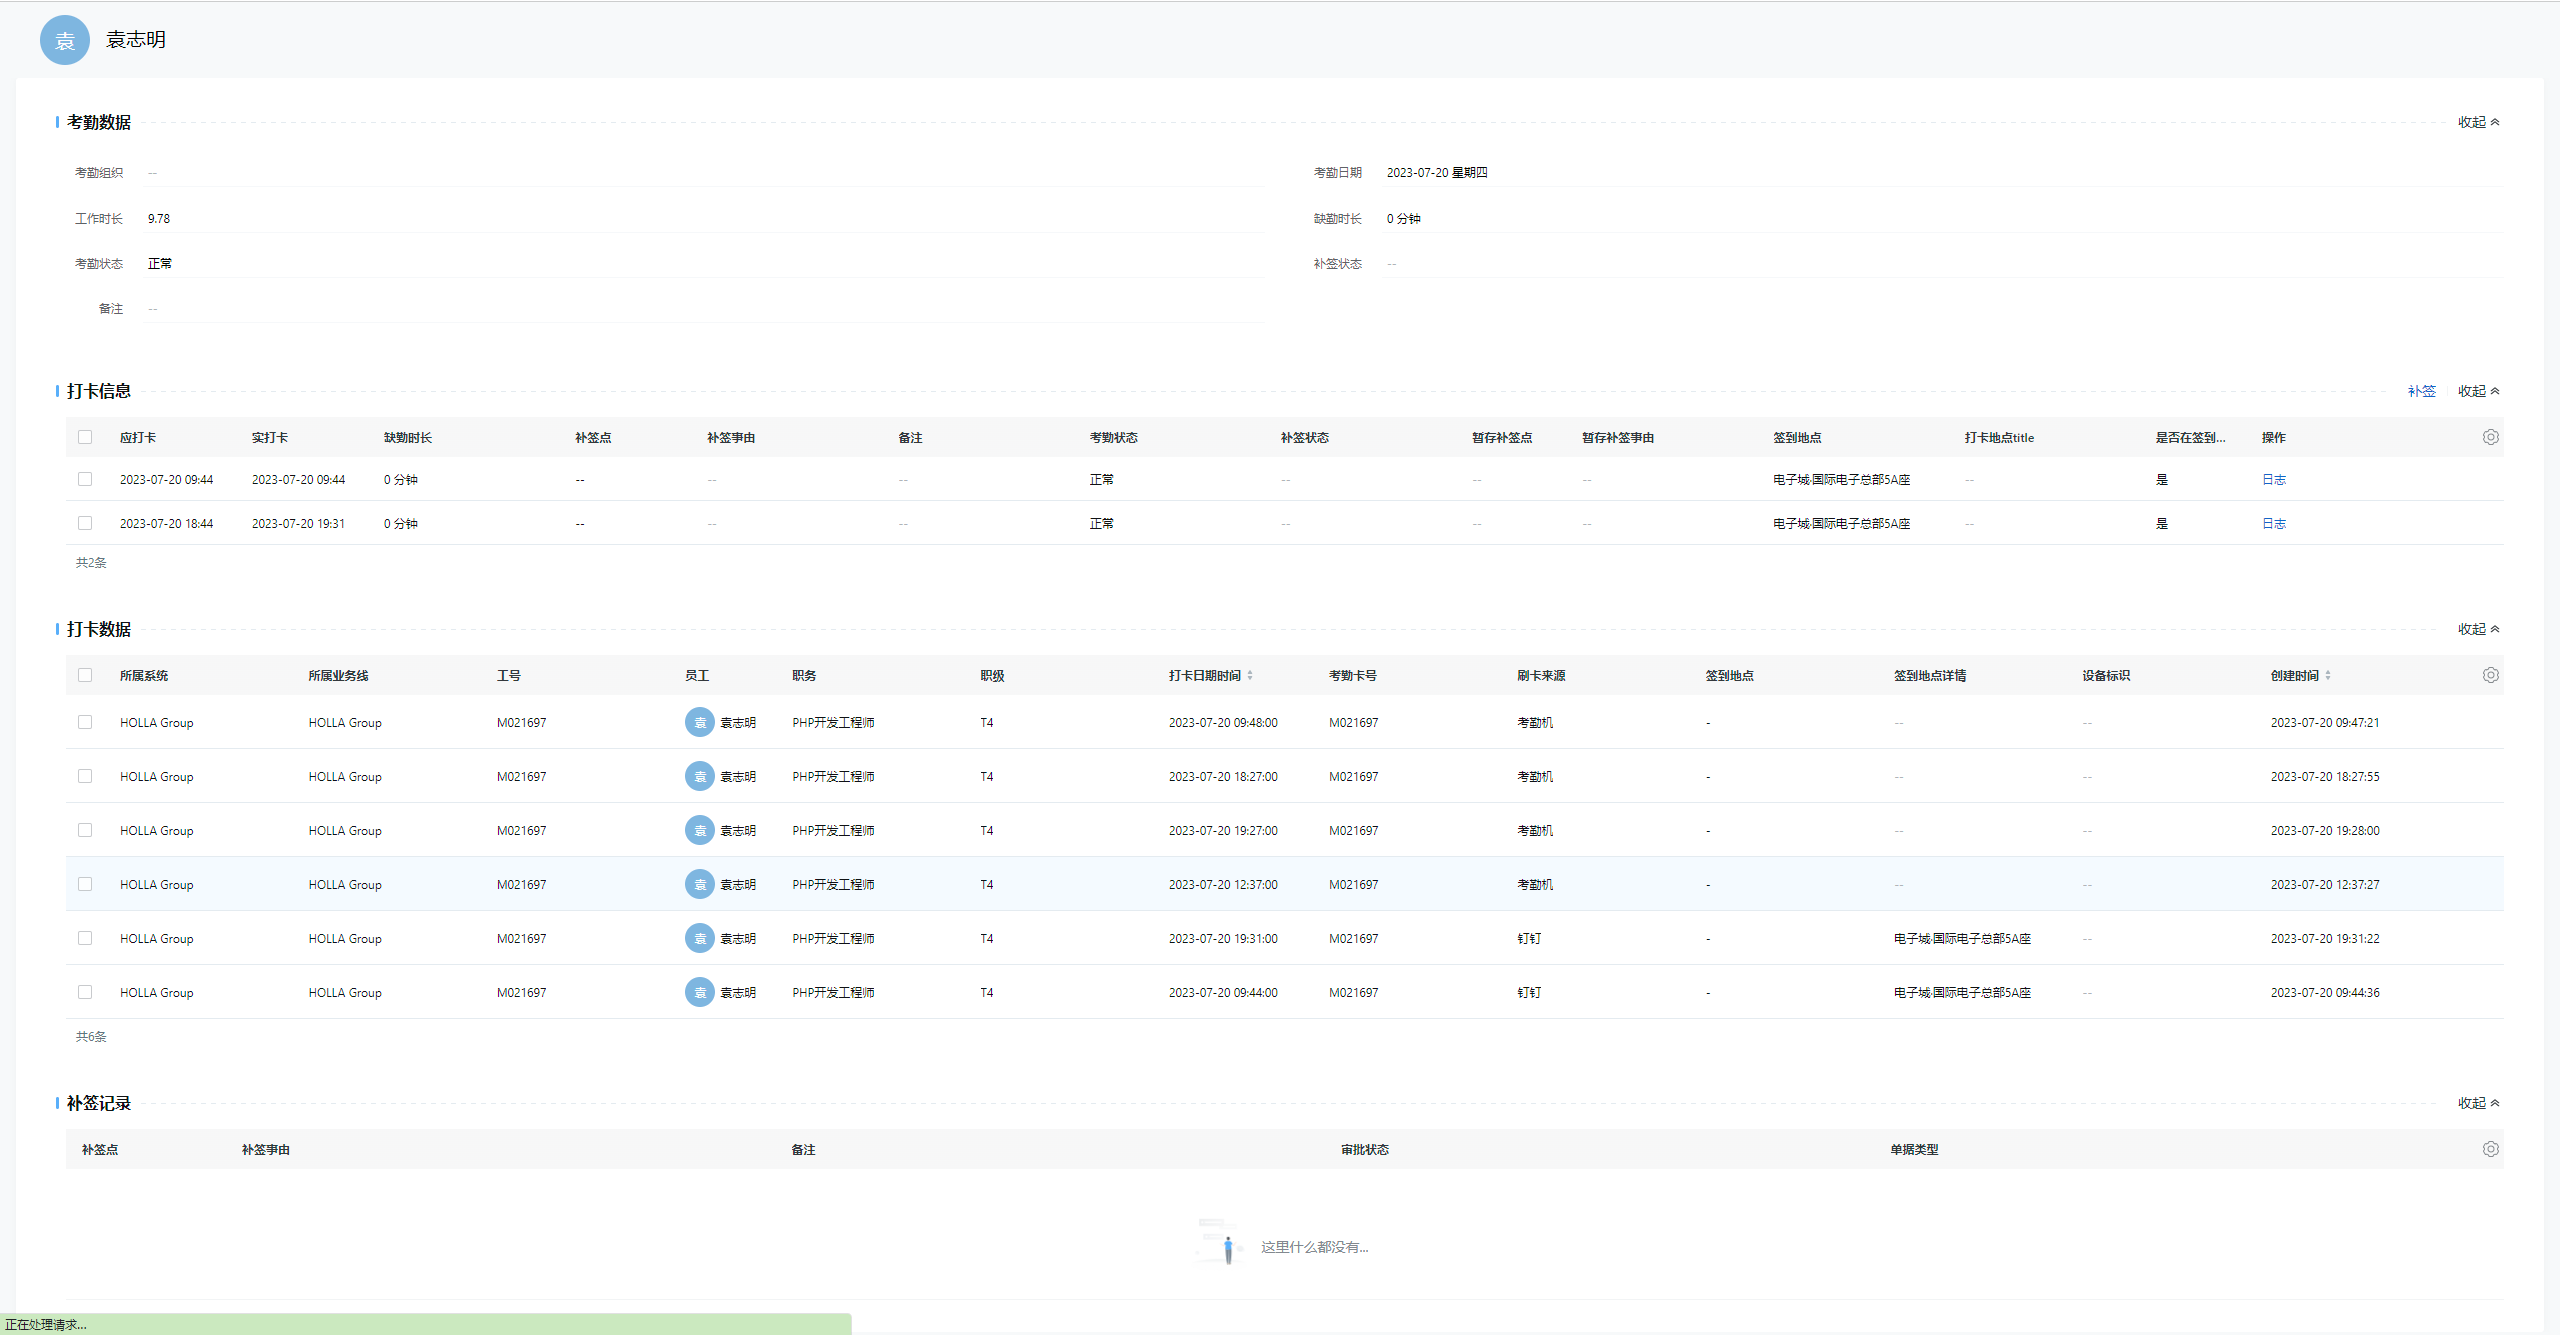 袁 袁志明
考勤数据 收起
考勤组织 -- 考勤日期 2023-07-20 星期四
工作时长 9.78 缺勤时长 0 分钟
考勤状态 正常 补签状态 --
备注 --
打卡信息 补签 收起
应打卡 实打卡 缺勤时长 补签点 补签事由 备注 考勤状态 补签状态 暂存补签点 暂存补签事由 签到地点 打卡地点title 是否在签到... 操作
2023-07-20 09:44 2023-07-20 09:44 0 分钟 -- -- -- 正常 -- -- -- 电子城·国际电子总部5A座 -- 是 日志
2023-07-20 18:44 2023-07-20 19:31 0 分钟 -- -- -- 正常 -- -- -- 电子城·国际电子总部5A座 -- 是 日志
共2条
打卡数据 收起
所属系统 所属业务线 工号 员工 职务 职级 打卡日期时间 考勤卡号 刷卡来源 签到地点 签到地点详情 设备标识 创建时间
HOLLA Group HOLLA Group M021697 袁 袁志明 PHP开发工程师 T4 2023-07-20 09:48:00 M021697 考勤机 - -- -- 2023-07-20 09:47:21
HOLLA Group HOLLA Group M021697 袁 袁志明 PHP开发工程师 T4 2023-07-20 18:27:00 M021697 考勤机 - -- -- 2023-07-20 18:27:55
HOLLA Group HOLLA Group M021697 袁 袁志明 PHP开发工程师 T4 2023-07-20 19:27:00 M021697 考勤机 - -- -- 2023-07-20 19:28:00
HOLLA Group HOLLA Group M021697 袁 袁志明 PHP开发工程师 T4 2023-07-20 12:37:00 M021697 考勤机 - -- -- 2023-07-20 12:37:27
HOLLA Group HOLLA Group M021697 袁 袁志明 PHP开发工程师 T4 2023-07-20 19:31:00 M021697 钉钉 - 电子城·国际电子总部5A座 -- 2023-07-20 19:31:22
HOLLA Group HOLLA Group M021697 袁 袁志明 PHP开发工程师 T4 2023-07-20 09:44:00 M021697 钉钉 - 电子城·国际电子总部5A座 -- 2023-07-20 09:44:36
共6条
补签记录 收起
补签点 补签事由 备注 审批状态 单据类型
这里什么都没有...
正在处理请求...